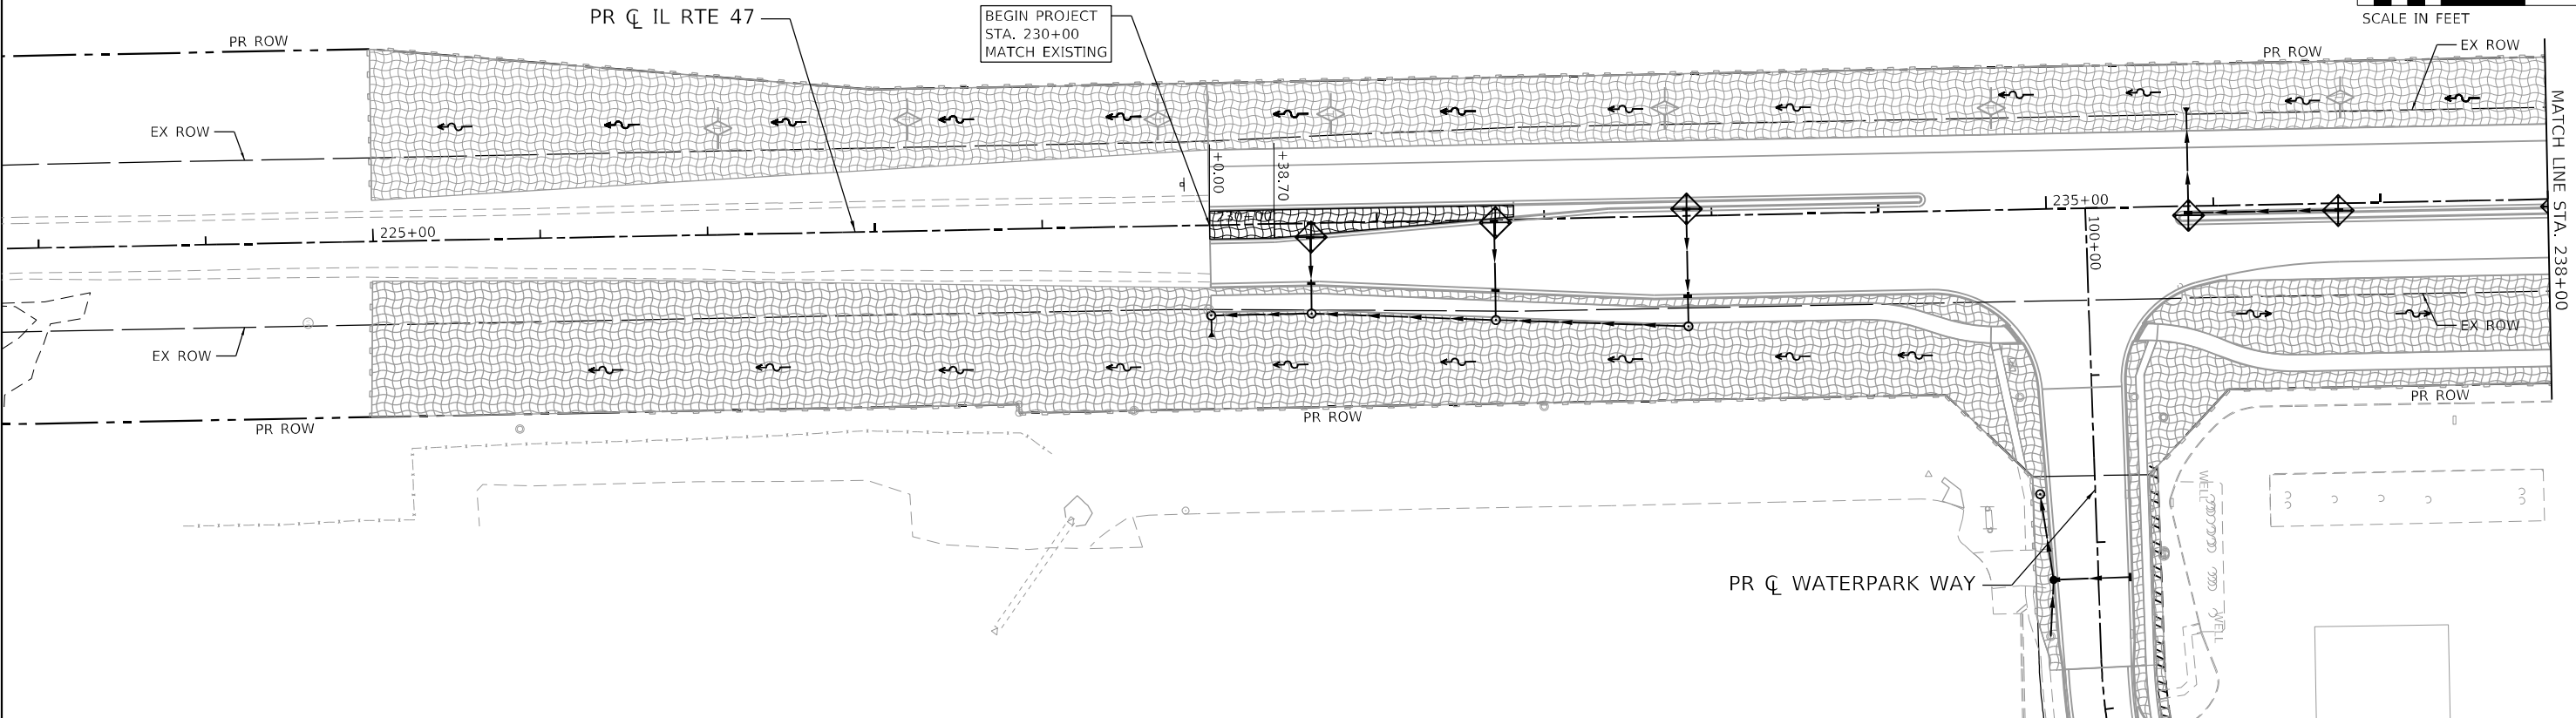 PR ℄ IL RTE 47
BEGIN PROJECT
STA. 230+00
MATCH EXISTING
SCALE IN FEET
PR ROW
PR ROW
EX ROW
EX ROW
MATCH LINE STA. 238+00
+0.00
+38.70
230+00
235+00
225+00
100+00
EX ROW
EX ROW
PR ROW
PR ROW
PR ROW
WELL
PR ℄ WATERPARK WAY
WELL